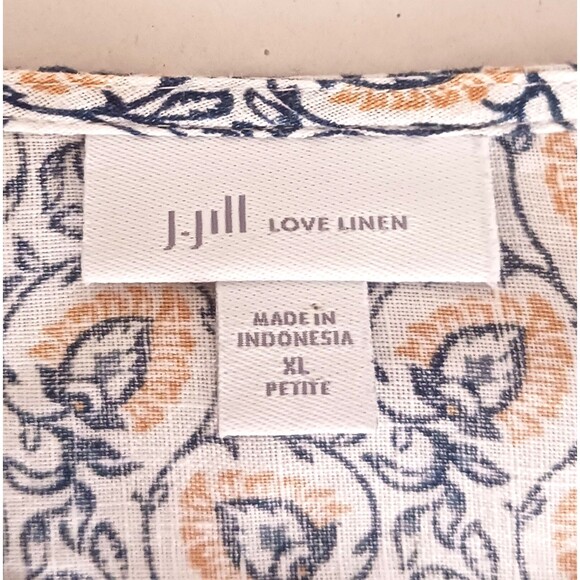 J.Jill LOVE LINEN
MADE IN
INDONESIA
XL
PETITE